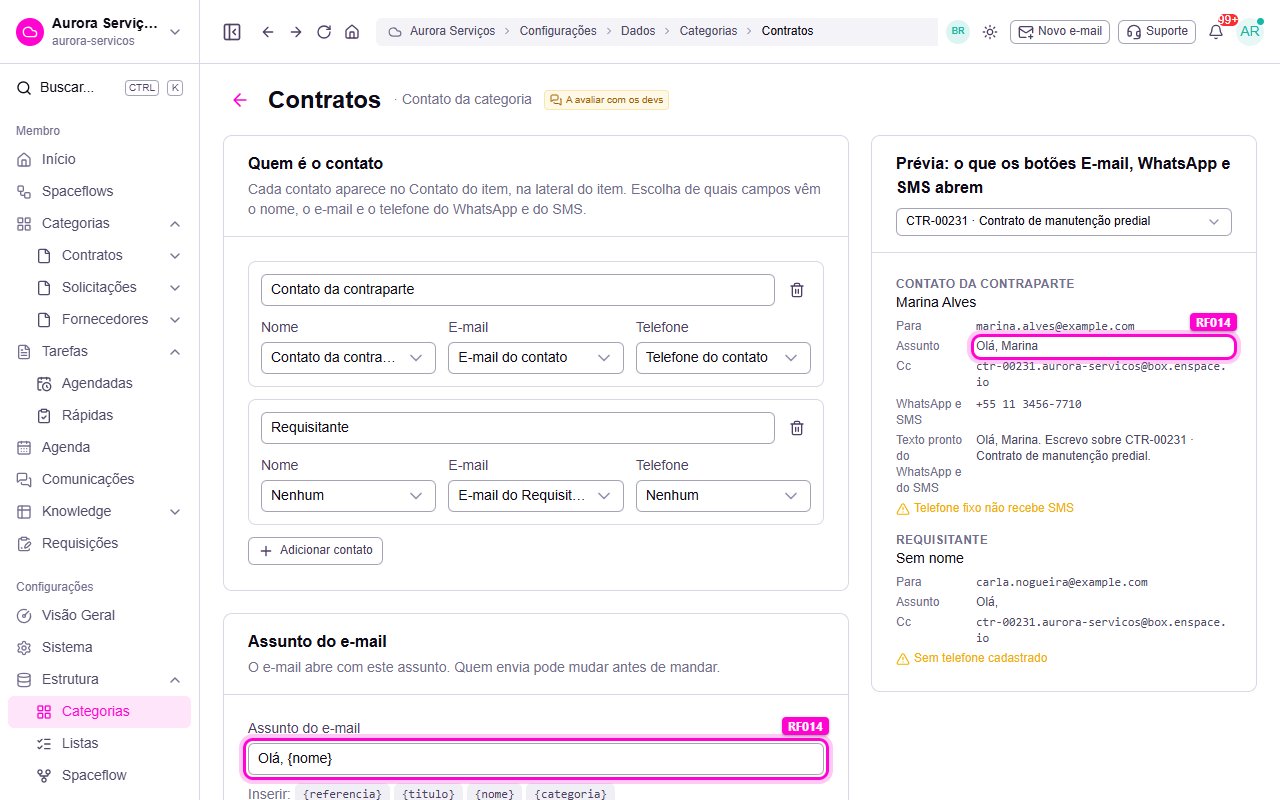 Aurora Serviç...
aurora-servicos
Aurora Serviços > Configurações > Dados > Categorias > Contratos
BR
Novo e-mail
Suporte
99+
AR
Buscar...
CTRL K
Membro
Início
Spaceflows
Categorias
Contratos
Solicitações
Fornecedores
Tarefas
Agendadas
Rápidas
Agenda
Comunicações
Knowledge
Requisições
Configurações
Visão Geral
Sistema
Estrutura
Categorias
Listas
Spaceflow
Contratos · Contato da categoria
A avaliar com os devs
Quem é o contato
Cada contato aparece no Contato do item, na lateral do item. Escolha de quais campos vêm
o nome, o e-mail e o telefone do WhatsApp e do SMS.
Contato da contraparte
Nome E-mail Telefone
Contato da contra... E-mail do contato Telefone do contato
Requisitante
Nome E-mail Telefone
Nenhum E-mail do Requisit... Nenhum
Adicionar contato
Assunto do e-mail
O e-mail abre com este assunto. Quem envia pode mudar antes de mandar.
Assunto do e-mail
RF014
Olá, {nome}
Inserir: {referencia} {titulo} {nome} {categoria}
Prévia: o que os botões E-mail, WhatsApp e
SMS abrem
CTR-00231 · Contrato de manutenção predial
CONTATO DA CONTRAPARTE
Marina Alves
RF014
Para marina.alves@example.com
Assunto Olá, Marina
Cc ctr-00231.aurora-servicos@box.enspace.
io
WhatsApp e +55 11 3456-7710
SMS
Texto pronto Olá, Marina. Escrevo sobre CTR-00231 ·
do Contrato de manutenção predial.
WhatsApp e
do SMS
Telefone fixo não recebe SMS
REQUISITANTE
Sem nome
Para carla.nogueira@example.com
Assunto Olá,
Cc ctr-00231.aurora-servicos@box.enspace.
io
Sem telefone cadastrado